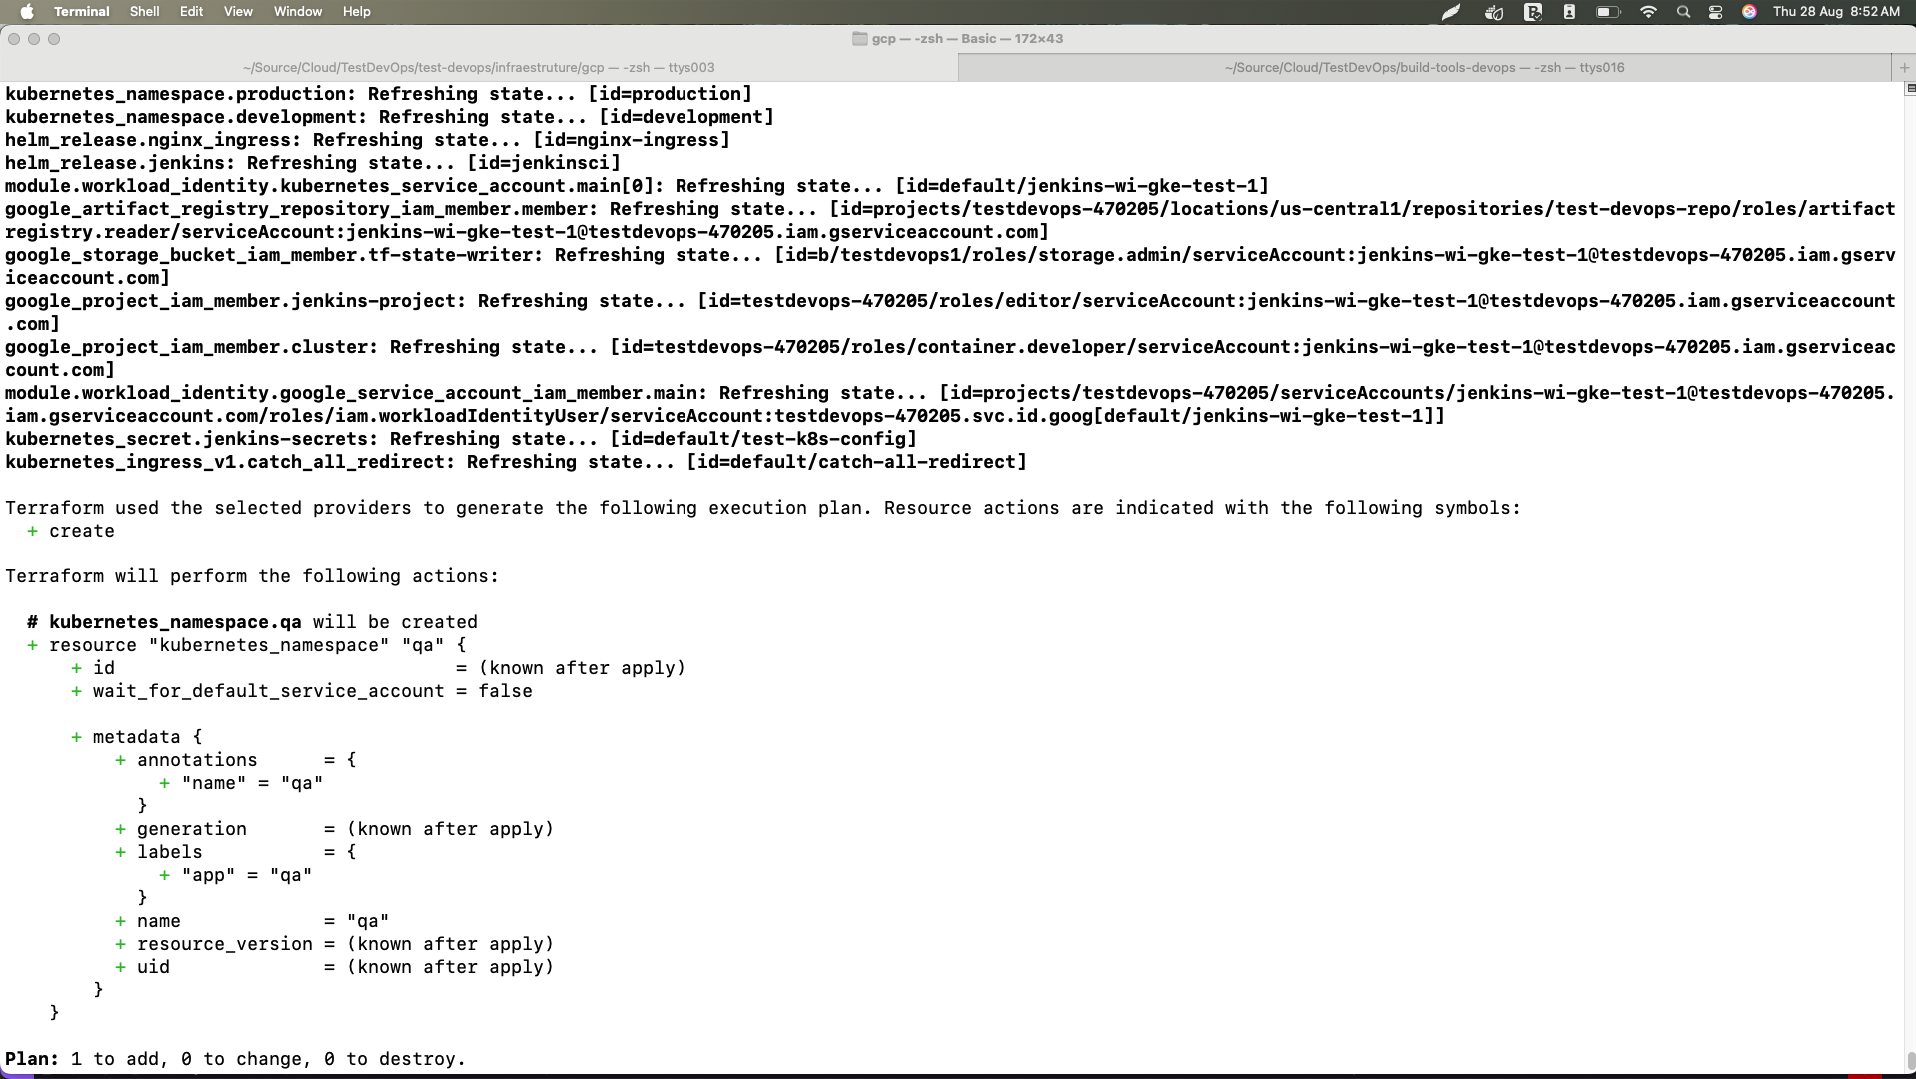 Terminal Shell Edit View Window Help Thu 28 Aug 8:52 AM
gcp — -zsh — Basic — 172×43
~/Source/Cloud/TestDevOps/test-devops/infraestruture/gcp — -zsh — ttys003 ~/Source/Cloud/TestDevOps/build-tools-devops — -zsh — ttys016 +
kubernetes_namespace.production: Refreshing state... [id=production]
kubernetes_namespace.development: Refreshing state... [id=development]
helm_release.nginx_ingress: Refreshing state... [id=nginx-ingress]
helm_release.jenkins: Refreshing state... [id=jenkinsci]
module.workload_identity.kubernetes_service_account.main[0]: Refreshing state... [id=default/jenkins-wi-gke-test-1]
google_artifact_registry_repository_iam_member.member: Refreshing state... [id=projects/testdevops-470205/locations/us-central1/repositories/test-devops-repo/roles/artifact
registry.reader/serviceAccount:jenkins-wi-gke-test-1@testdevops-470205.iam.gserviceaccount.com]
google_storage_bucket_iam_member.tf-state-writer: Refreshing state... [id=b/testdevops1/roles/storage.admin/serviceAccount:jenkins-wi-gke-test-1@testdevops-470205.iam.gserv
iceaccount.com]
google_project_iam_member.jenkins-project: Refreshing state... [id=testdevops-470205/roles/editor/serviceAccount:jenkins-wi-gke-test-1@testdevops-470205.iam.gserviceaccount
.com]
google_project_iam_member.cluster: Refreshing state... [id=testdevops-470205/roles/container.developer/serviceAccount:jenkins-wi-gke-test-1@testdevops-470205.iam.gserviceac
count.com]
module.workload_identity.google_service_account_iam_member.main: Refreshing state... [id=projects/testdevops-470205/serviceAccounts/jenkins-wi-gke-test-1@testdevops-470205.
iam.gserviceaccount.com/roles/iam.workloadIdentityUser/serviceAccount:testdevops-470205.svc.id.goog[default/jenkins-wi-gke-test-1]]
kubernetes_secret.jenkins-secrets: Refreshing state... [id=default/test-k8s-config]
kubernetes_ingress_v1.catch_all_redirect: Refreshing state... [id=default/catch-all-redirect]
Terraform used the selected providers to generate the following execution plan. Resource actions are indicated with the following symbols:
+ create
Terraform will perform the following actions:
# kubernetes_namespace.qa will be created
+ resource "kubernetes_namespace" "qa" {
+ id = (known after apply)
+ wait_for_default_service_account = false
+ metadata {
+ annotations = {
+ "name" = "qa"
}
+ generation = (known after apply)
+ labels = {
+ "app" = "qa"
}
+ name = "qa"
+ resource_version = (known after apply)
+ uid = (known after apply)
}
}
Plan: 1 to add, 0 to change, 0 to destroy.